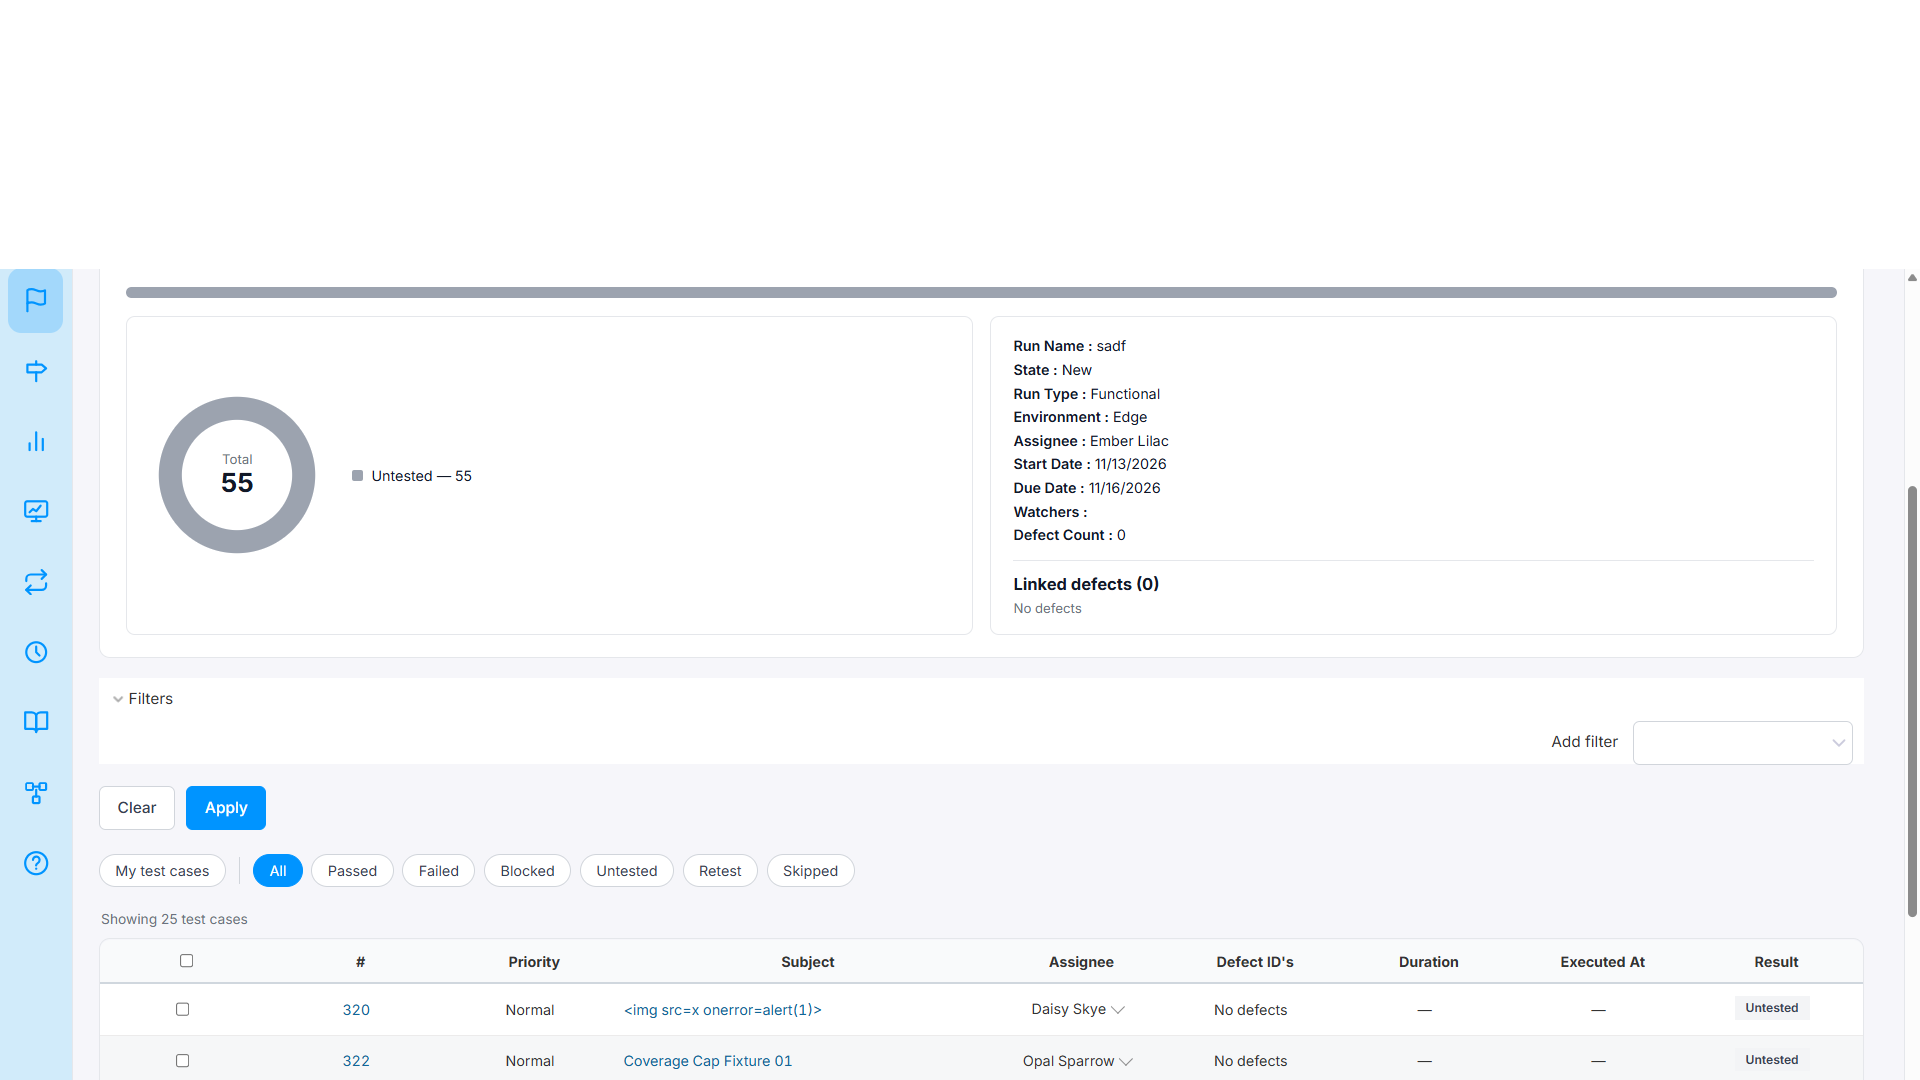 Total
55
Untested — 55
Run Name : sadf
State : New
Run Type : Functional
Environment : Edge
Assignee : Ember Lilac
Start Date : 11/13/2026
Due Date : 11/16/2026
Watchers :
Defect Count : 0
Linked defects (0)
No defects
Filters
Add filter
Clear Apply
My test cases All Passed Failed Blocked Untested Retest Skipped
Showing 25 test cases
# Priority Subject Assignee Defect ID's Duration Executed At Result
320 Normal <img src=x onerror=alert(1)> Daisy Skye No defects — — Untested
322 Normal Coverage Cap Fixture 01 Opal Sparrow No defects — — Untested